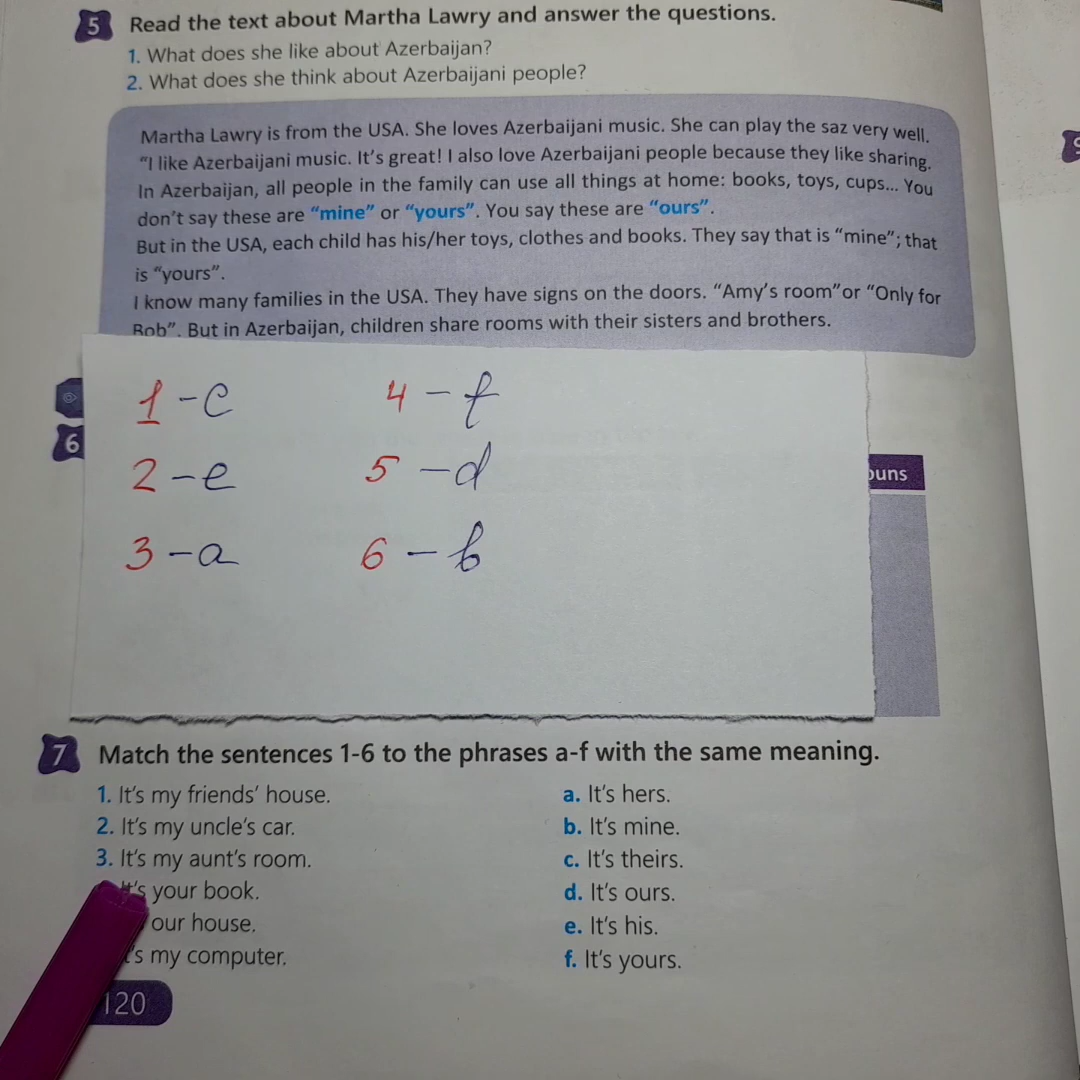 5 Read the text about Martha Lawry and answer the questions.
1. What does she like about Azerbaijan?
2. What does she think about Azerbaijani people?
Martha Lawry is from the USA. She loves Azerbaijani music. She can play the saz very well.
“I like Azerbaijani music. It’s great! I also love Azerbaijani people because they like sharing.
In Azerbaijan, all people in the family can use all things at home: books, toys, cups... You
don’t say these are “mine” or “yours”. You say these are “ours”.
But in the USA, each child has his/her toys, clothes and books. They say that is “mine”; that
is “yours”.
I know many families in the USA. They have signs on the doors. “Amy’s room”or “Only for
Bob”. But in Azerbaijan, children share rooms with their sisters and brothers.
1-c 4-f
6
2-e 5-d
ouns
3-a 6-b
7 Match the sentences 1-6 to the phrases a-f with the same meaning.
1. It’s my friends’ house. a. It’s hers.
2. It’s my uncle’s car. b. It’s mine.
3. It’s my aunt’s room. c. It’s theirs.
It’s your book. d. It’s ours.
our house. e. It’s his.
’s my computer. f. It’s yours.
120